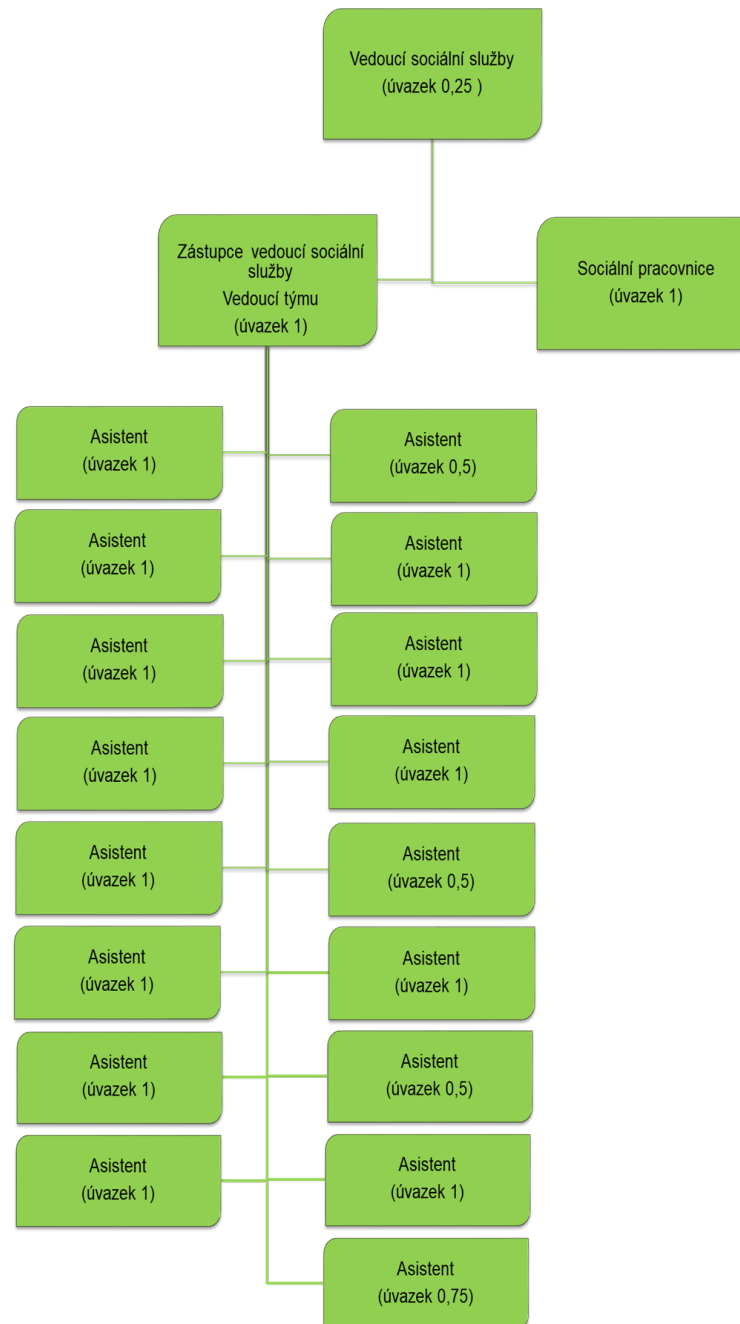 Vedoucí sociální služby
(úvazek 0,25 )
Zástupce vedoucí sociální
služby
Vedoucí týmu
(úvazek 1)
Sociální pracovnice
(úvazek 1)
Asistent
(úvazek 1)
Asistent
(úvazek 0,5)
Asistent
(úvazek 1)
Asistent
(úvazek 1)
Asistent
(úvazek 1)
Asistent
(úvazek 1)
Asistent
(úvazek 1)
Asistent
(úvazek 1)
Asistent
(úvazek 1)
Asistent
(úvazek 0,5)
Asistent
(úvazek 1)
Asistent
(úvazek 1)
Asistent
(úvazek 1)
Asistent
(úvazek 0,5)
Asistent
(úvazek 1)
Asistent
(úvazek 1)
Asistent
(úvazek 0,75)